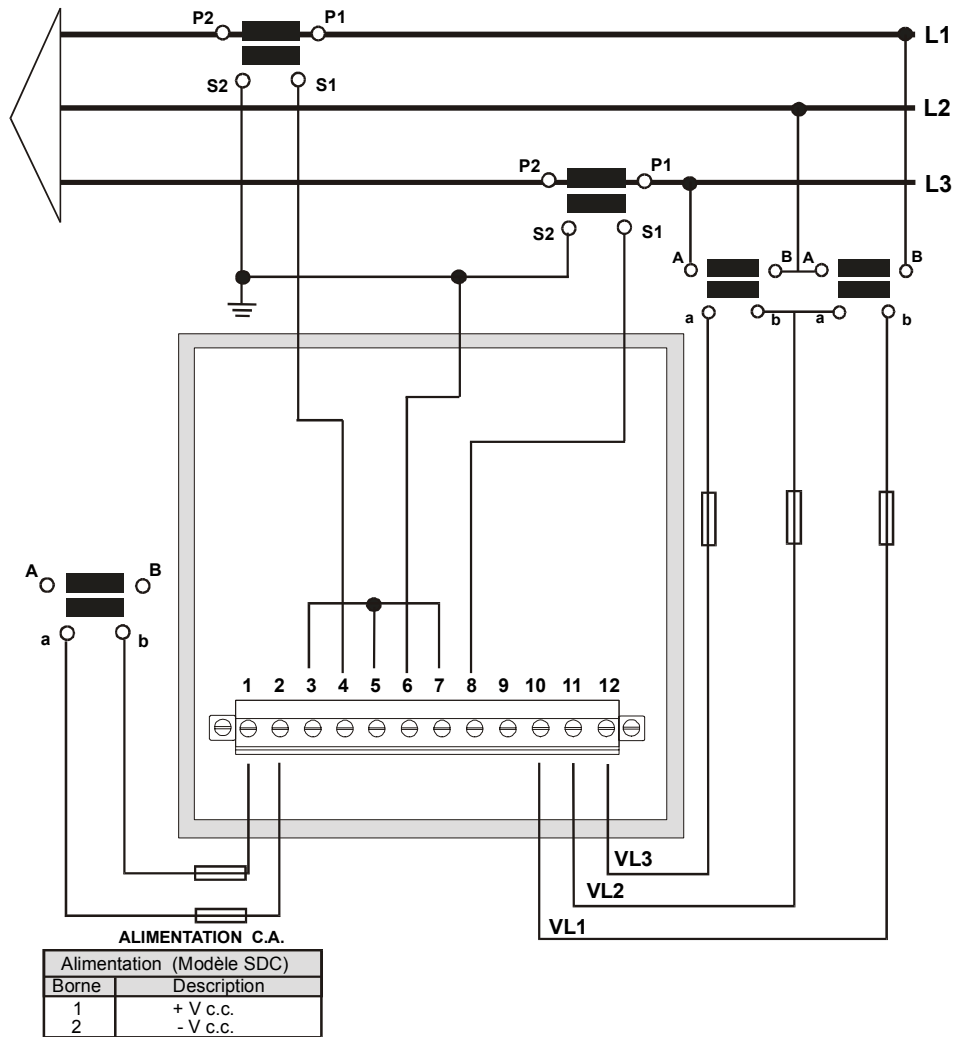 P2 P1
L1
S2 S1
L2
P2 P1
L3
S2 S1
A B A B
a b a b
A B
a b
1 2 3 4 5 6 7 8 9 10 11 12
VL3
VL2
VL1
ALIMENTATION C.A.
Alimentation (Modèle SDC)
Borne Description
1 + V c.c.
2 - V c.c.